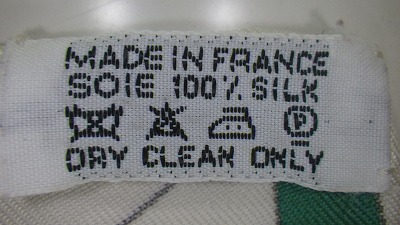 MADE IN FRANCE
SOIE 100% SILK
P
DRY CLEAN ONLY